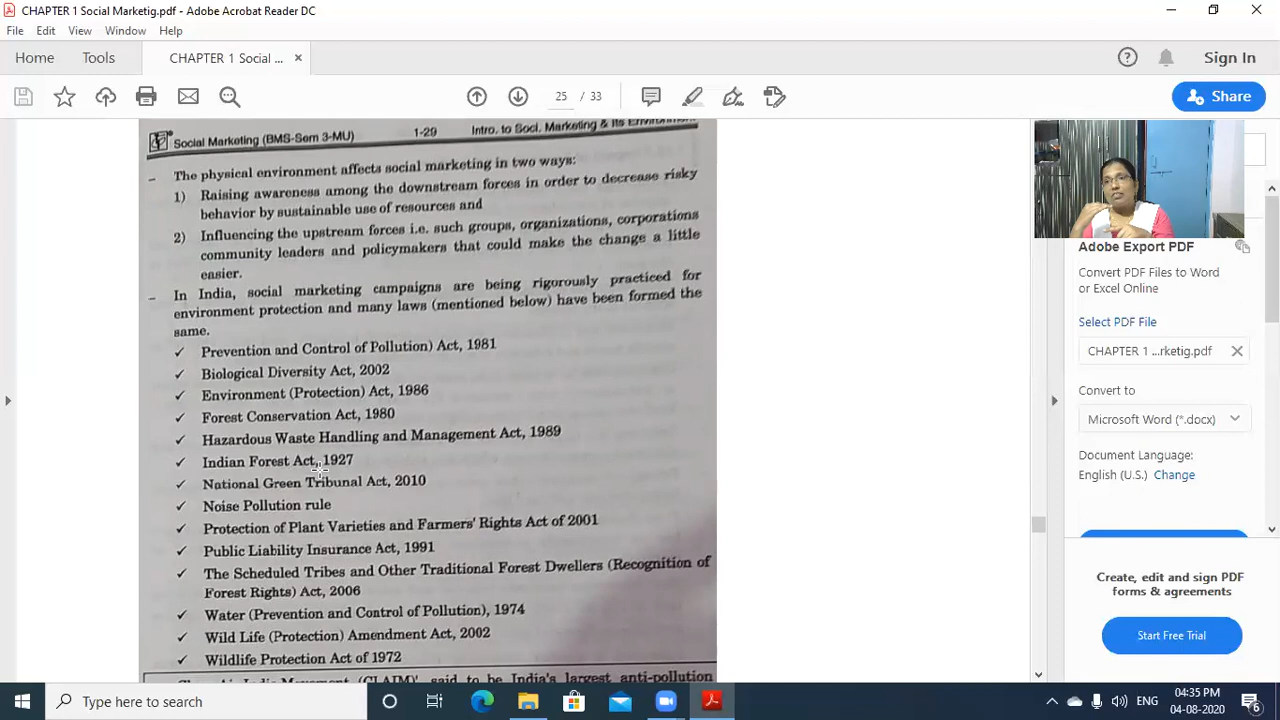 CHAPTER 1 Social Marketig.pdf - Adobe Acrobat Reader DC
File Edit View Window Help
Home Tools CHAPTER 1 Social ... × Sign In
25 / 33 Share
Social Marketing (BMS-Sem 3-MU) 1-29 Intro. to Soci. Marketing & Its Environment
– The physical environment affects social marketing in two ways:
1) Raising awareness among the downstream forces in order to decrease risky
behavior by sustainable use of resources and
2) Influencing the upstream forces i.e. such groups, organizations, corporations
community leaders and policymakers that could make the change a little
easier.
– In India, social marketing campaigns are being rigorously practiced for
environment protection and many laws (mentioned below) have been formed the
same.
✓ Prevention and Control of Pollution) Act, 1981
✓ Biological Diversity Act, 2002
✓ Environment (Protection) Act, 1986
✓ Forest Conservation Act, 1980
✓ Hazardous Waste Handling and Management Act, 1989
✓ Indian Forest Act, 1927
✓ National Green Tribunal Act, 2010
✓ Noise Pollution rule
✓ Protection of Plant Varieties and Farmers' Rights Act of 2001
✓ Public Liability Insurance Act, 1991
✓ The Scheduled Tribes and Other Traditional Forest Dwellers (Recognition of
Forest Rights) Act, 2006
✓ Water (Prevention and Control of Pollution), 1974
✓ Wild Life (Protection) Amendment Act, 2002
✓ Wildlife Protection Act of 1972
India Movement (CLAIM)', said to be India's largest anti-pollution
Adobe Export PDF
Convert PDF Files to Word
or Excel Online
Select PDF File
CHAPTER 1 ...rketig.pdf
Convert to
Microsoft Word (*.docx)
Document Language:
English (U.S.) Change
Create, edit and sign PDF
forms & agreements
Start Free Trial
Type here to search
ENG
04:35 PM
04-08-2020
6